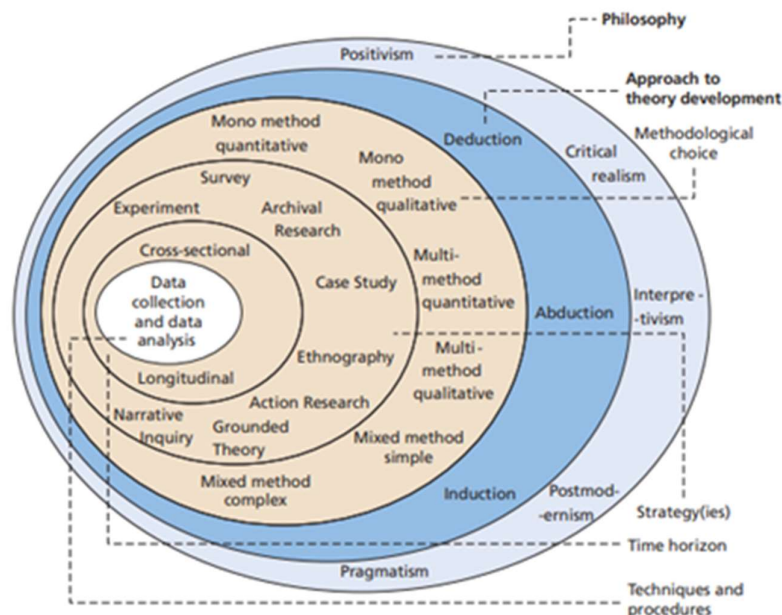 Philosophy
Positivism
Approach to
theory development
Mono method
quantitative
Deduction
Methodological
choice
Critical
realism
Mono
method
qualitative
Survey
Experiment
Archival
Research
Cross-sectional
Multi-
method
quantitative
Data
collection
and data
analysis
Case Study
Interpre -
-tivism
Abduction
Ethnography
Multi-
method
qualitative
Longitudinal
Action Research
Narrative
Inquiry
Grounded
Theory
Mixed method
simple
Mixed method
complex
Induction
Postmod-
-ernism
Strategy(ies)
Time horizon
Pragmatism
Techniques and
procedures